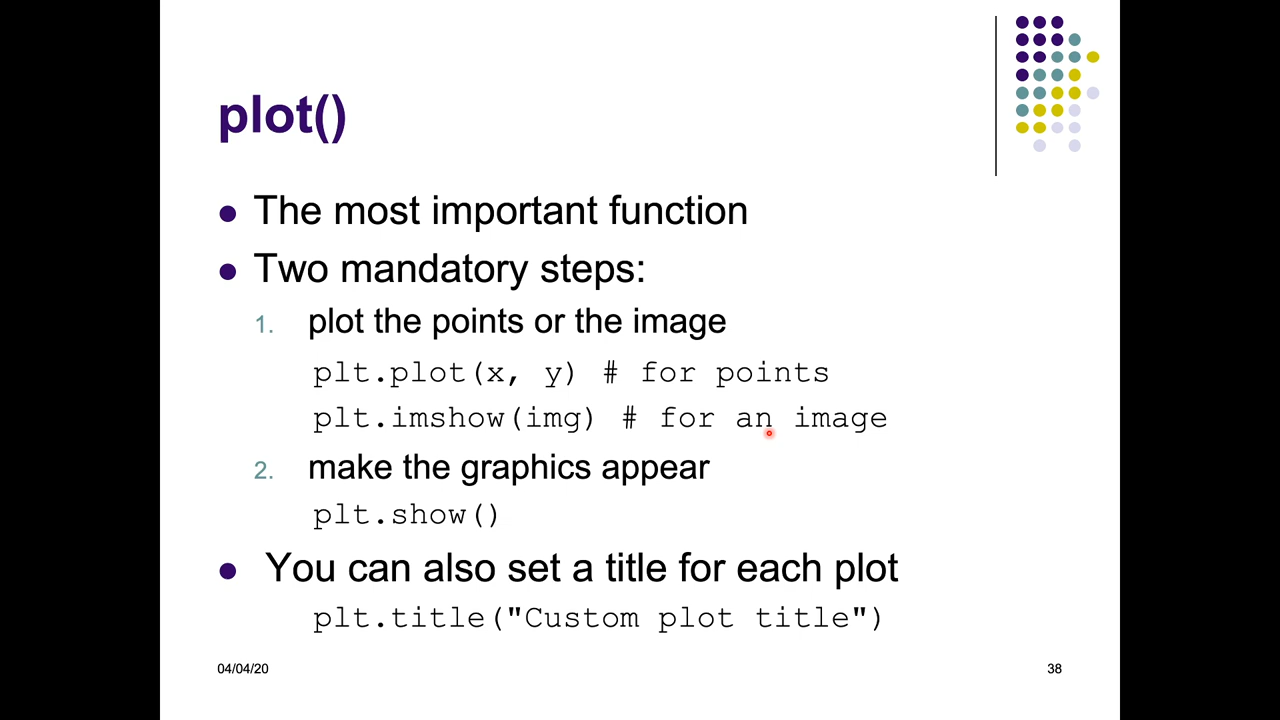 plot()
● The most important function
● Two mandatory steps:
1. plot the points or the image
plt.plot(x, y) # for points
plt.imshow(img) # for an image
2. make the graphics appear
plt.show()
● You can also set a title for each plot
plt.title("Custom plot title")
04/04/20
38